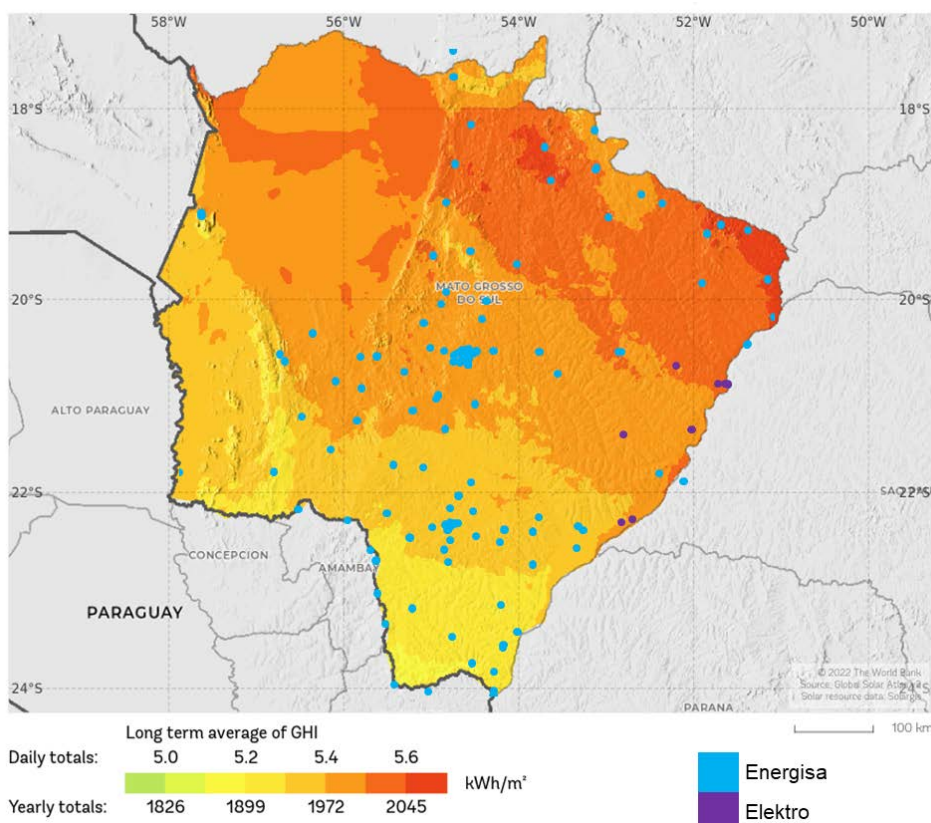 58°W 56°W 54°W 52°W 50°W
18°S 18°S
20°S 20°S
MATO GROSSO
DO SUL
ALTO PARAGUAY
22°S 22°S
SAO
CONCEPCION
AMAMBAY
PARAGUAY
© 2022 The World Bank
Source: Global Solar Atlas 2
Solar resource data: Solargis
24°S 24°S
PARANA
100 km
Long term average of GHI
Daily totals: 5.0 5.2 5.4 5.6
kWh/m²
Yearly totals: 1826 1899 1972 2045
Energisa
Elektro